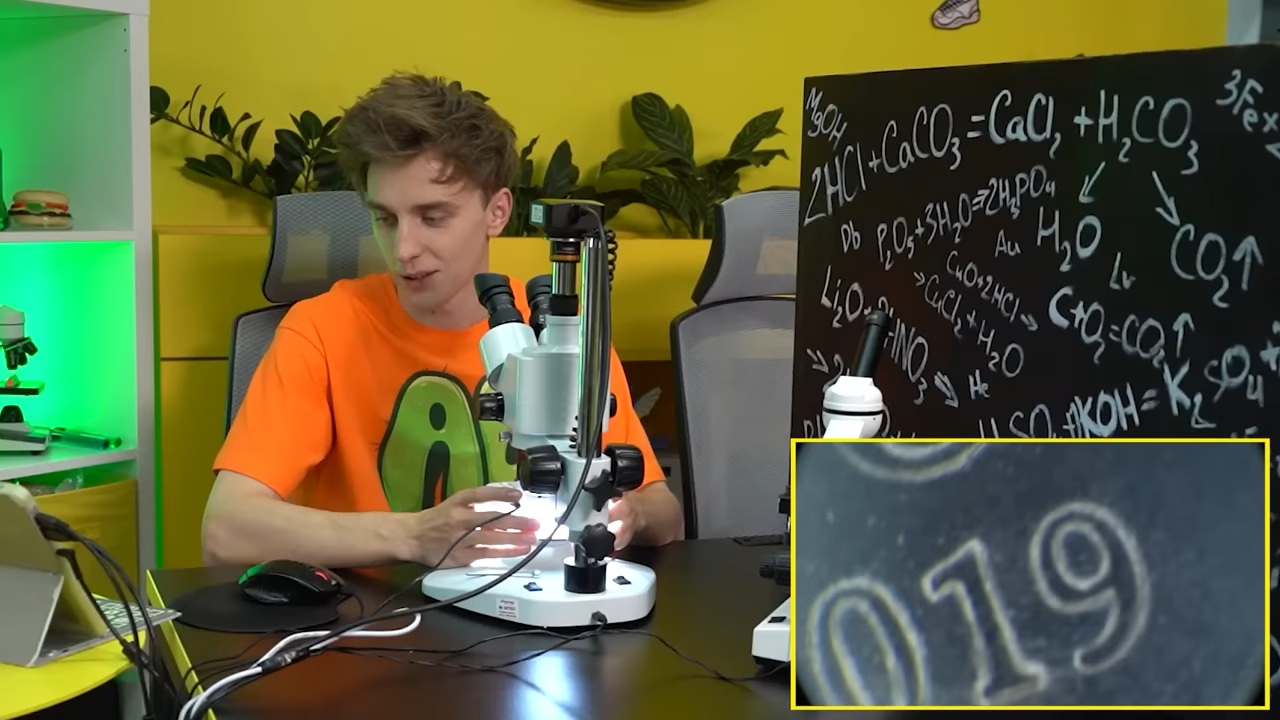 MgOH
2HCl+CaCO₃=CaCl₂+H₂CO₃
3Fe+2
H₂O
CO₂↑
Db
P₂O₅+3H₂O=>2H₃PO₄
Au
Lv
CuO+2HCl→
→CuCl₂+H₂O
C+O₂=CO₂↑
He
KOH=K₂SO₄+
019